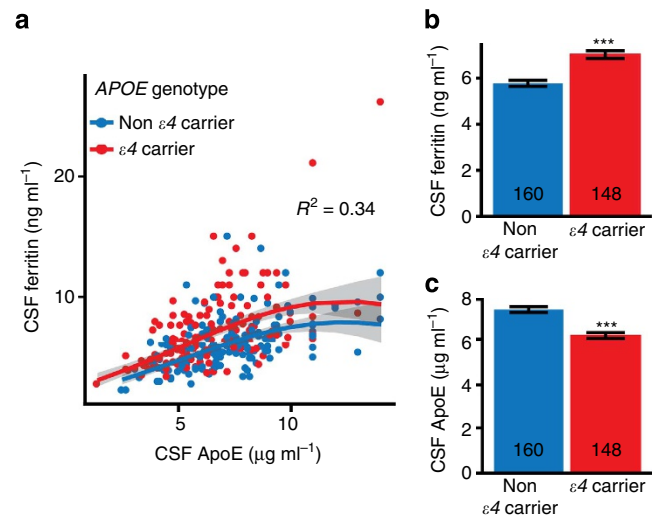 a
APOE genotype
Non ε4 carrier
ε4 carrier
R² = 0.34
CSF ferritin (ng ml⁻¹)
20
10
5
10
CSF ApoE (μg ml⁻¹)
b
CSF ferritin (ng ml⁻¹)
6
4
2
0
***
160
148
Non
ε4 carrier
ε4 carrier
c
CSF ApoE (μg ml⁻¹)
8
6
4
2
0
***
160
148
Non
ε4 carrier
ε4 carrier